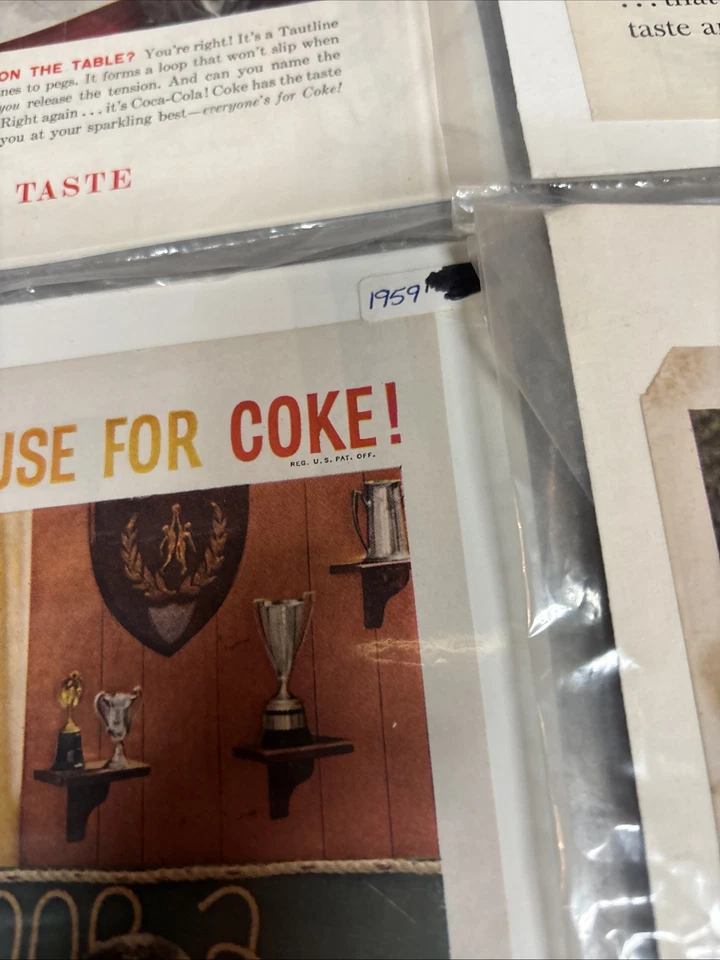 ON THE TABLE? You're right! It's a Tautline
nes to pegs. It forms a loop that won't slip when
you release the tension. And can you name the
Right again...it's Coca-Cola! Coke has the taste
you at your sparkling best—everyone's for Coke!
TASTE
taste
1959
USE FOR COKE!
REG. U.S. PAT. OFF.